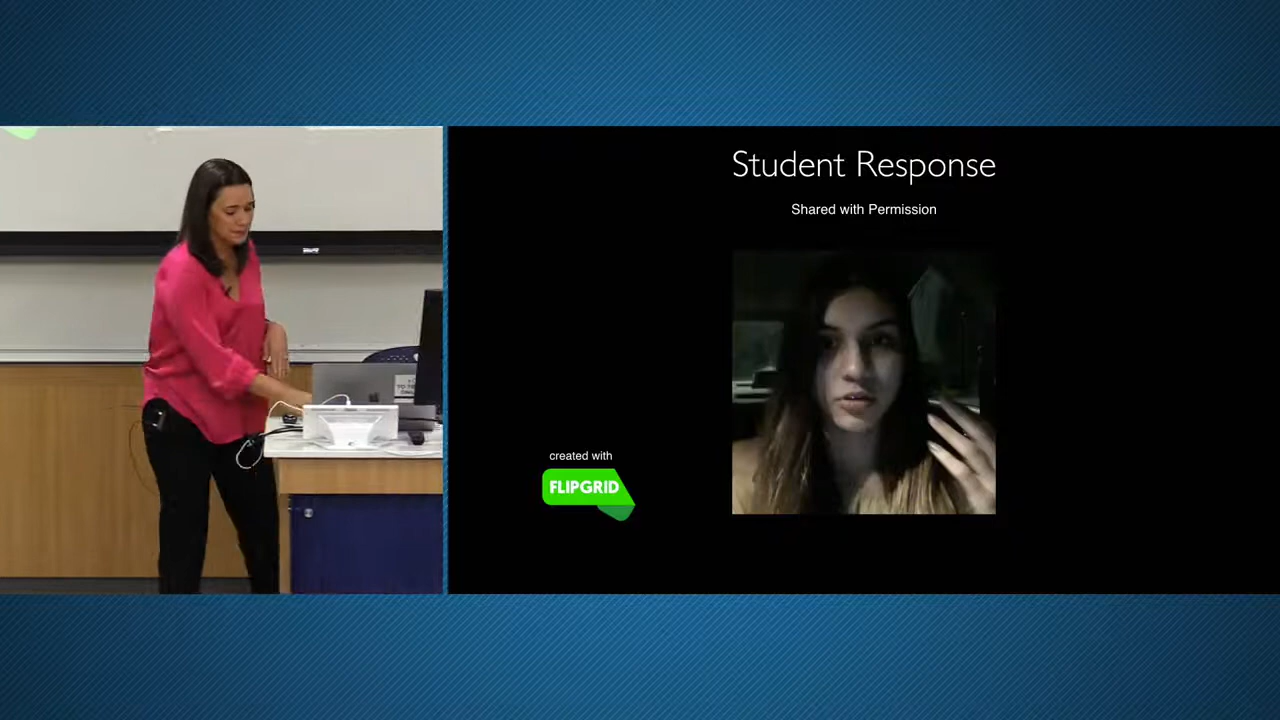 Student Response
Shared with Permission
created with
FLIPGRID